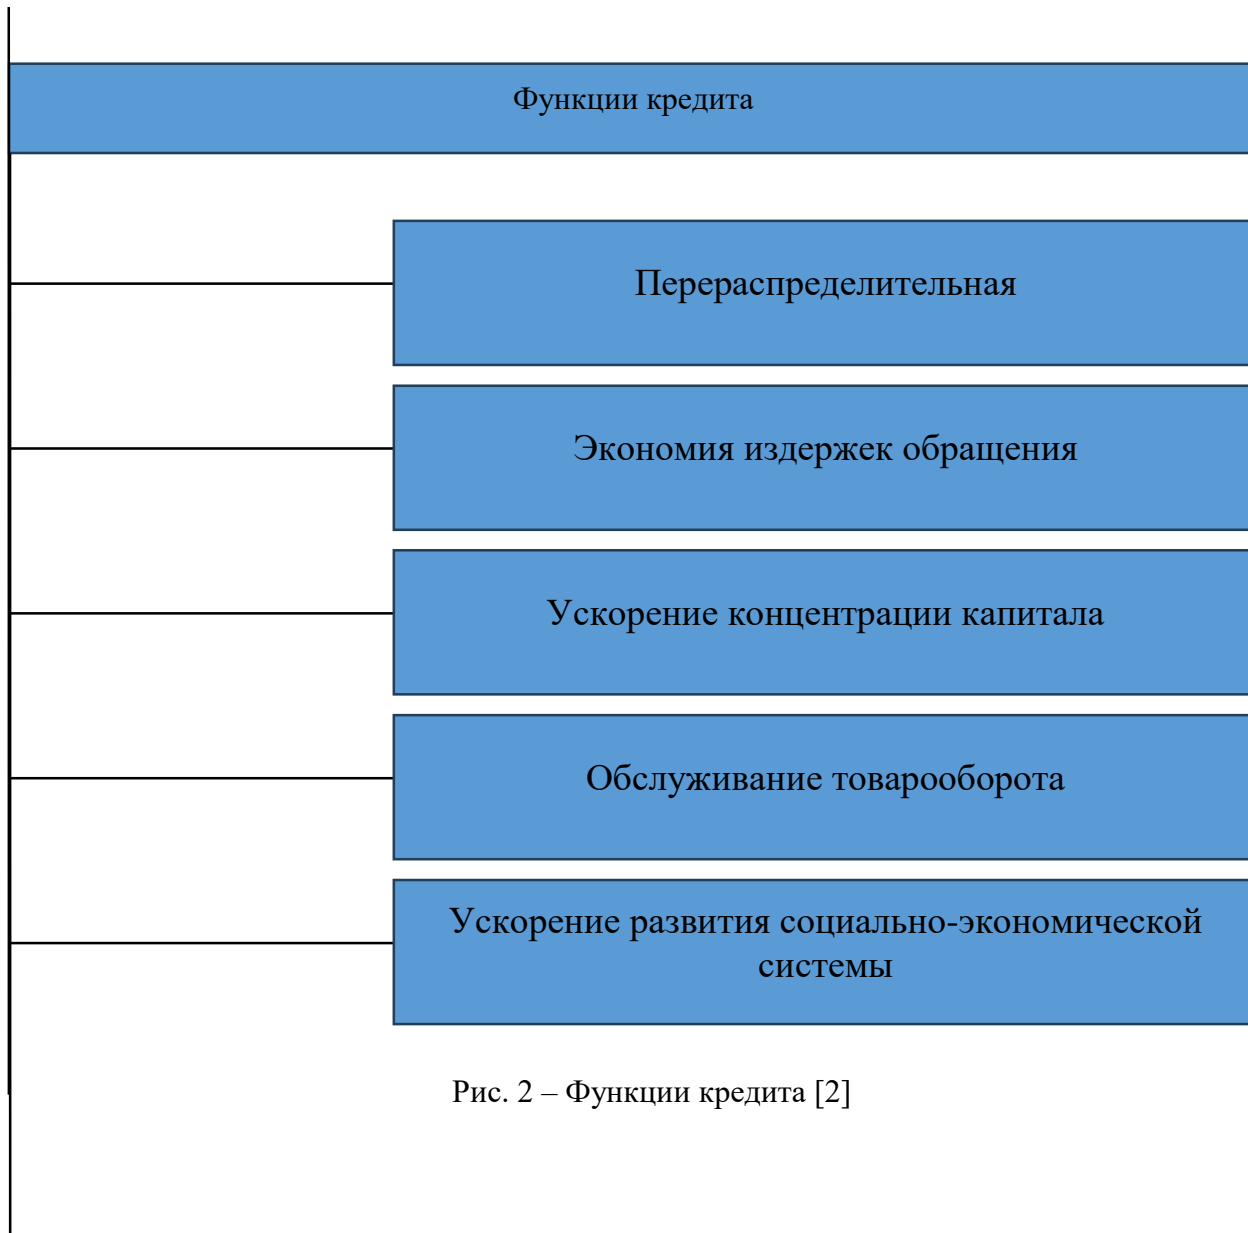 Функции кредита
Перераспределительная
Экономия издержек обращения
Ускорение концентрации капитала
Обслуживание товарооборота
Ускорение развития социально-экономической
системы
Рис. 2 – Функции кредита [2]